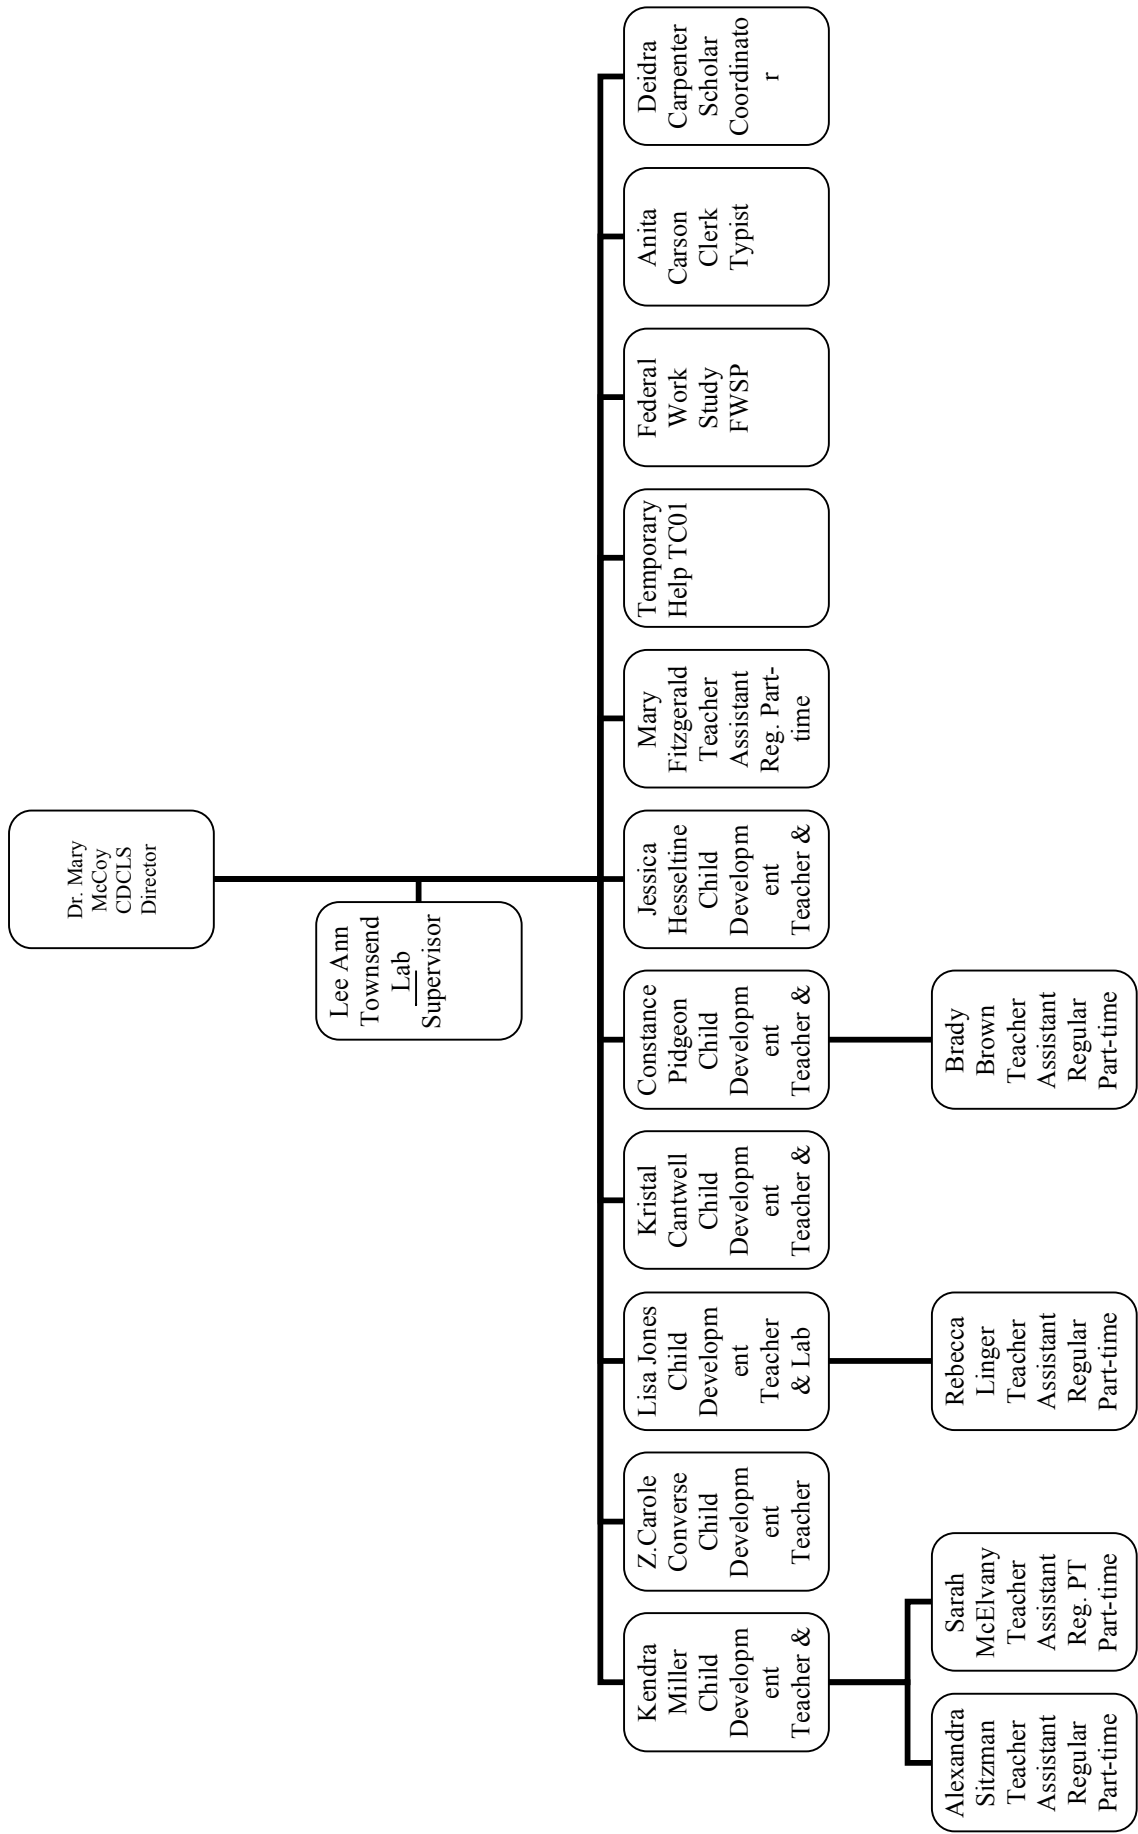 Dr. Mary
McCoy
CDCLS
Director
Lee Ann
Townsend
Lab
Supervisor
Kendra
Miller
Child
Developm
ent
Teacher &
Z.Carole
Converse
Child
Developm
ent
Teacher
Lisa Jones
Child
Developm
ent
Teacher
& Lab
Kristal
Cantwell
Child
Developm
ent
Teacher &
Constance
Pidgeon
Child
Developm
ent
Teacher &
Jessica
Hesseltine
Child
Developm
ent
Teacher &
Mary
Fitzgerald
Teacher
Assistant
Reg. Part-
time
Temporary
Help TC01
Federal
Work
Study
FWSP
Anita
Carson
Clerk
Typist
Deidra
Carpenter
Scholar
Coordinato
r
Alexandra
Sitzman
Teacher
Assistant
Regular
Part-time
Sarah
McElvany
Teacher
Assistant
Reg. PT
Part-time
Rebecca
Linger
Teacher
Assistant
Regular
Part-time
Brady
Brown
Teacher
Assistant
Regular
Part-time